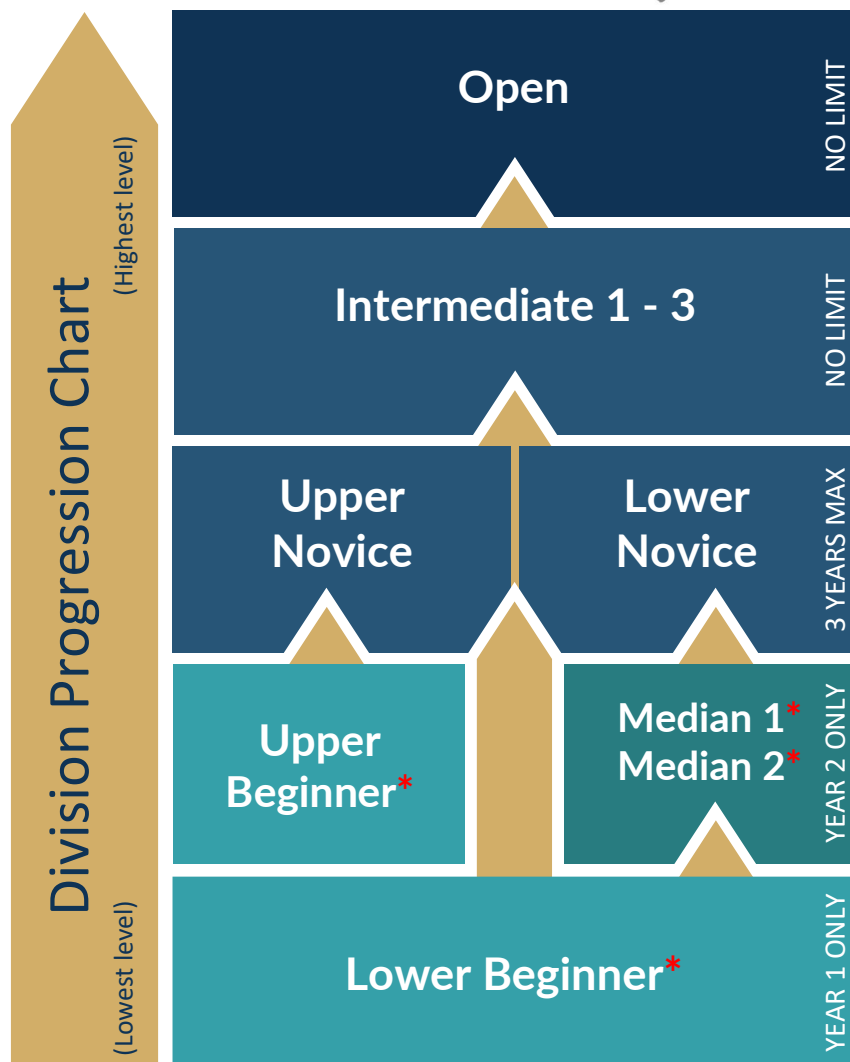 Open
NO LIMIT
(Highest level)
Intermediate 1 - 3
NO LIMIT
Division Progression Chart
Upper
Novice
Lower
Novice
3 YEARS MAX
Upper
Beginner*
Median 1*
Median 2*
YEAR 2 ONLY
Lower Beginner*
YEAR 1 ONLY
(Lowest level)